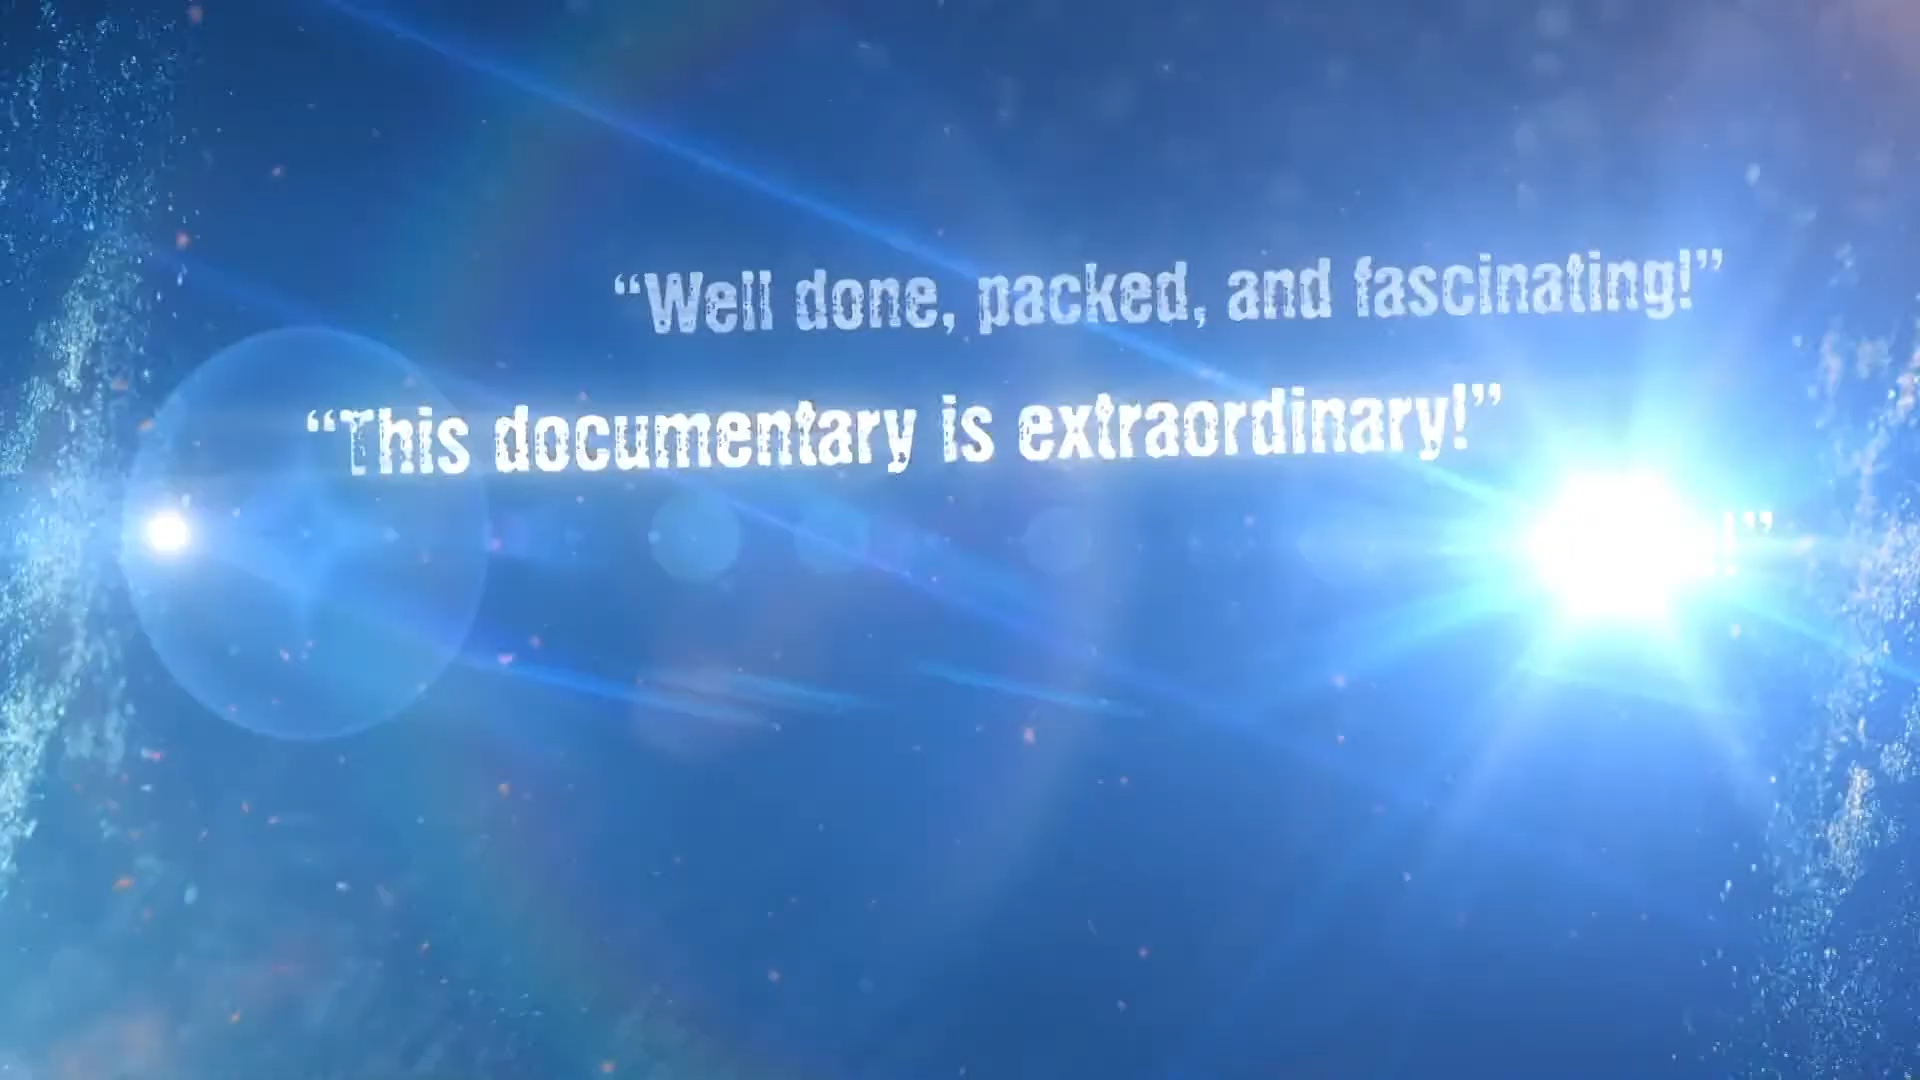 “Well done, packed, and fascinating!”
“This documentary is extraordinary!”
!”